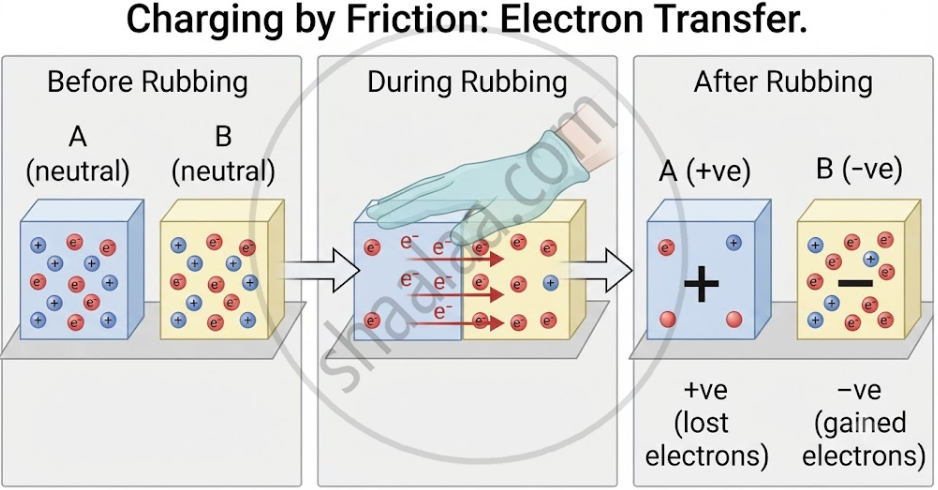 Charging by Friction: Electron Transfer.
Before Rubbing
A
(neutral)
B
(neutral)
+ e⁻ e⁻
+ +
e⁻ + e⁻ +
e⁻
+ e⁻ +
+ e⁻ e⁻
+ +
e⁻ + e⁻ +
e⁻
+ e⁻ +
During Rubbing
e⁻ e⁻ e⁻ e⁻ e⁻ e⁻
e⁻ e⁻ e⁻ e⁻ +
e⁻ e⁻ e⁻ e⁻ e⁻
After Rubbing
A (+ve)
B (−ve)
e⁻ +
+
+ e⁻ e⁻
e⁻ + e⁻
e⁻ −
+ e⁻
+ e⁻ e⁻
+ve
(lost
electrons)
−ve
(gained
electrons)
shaalaa.com